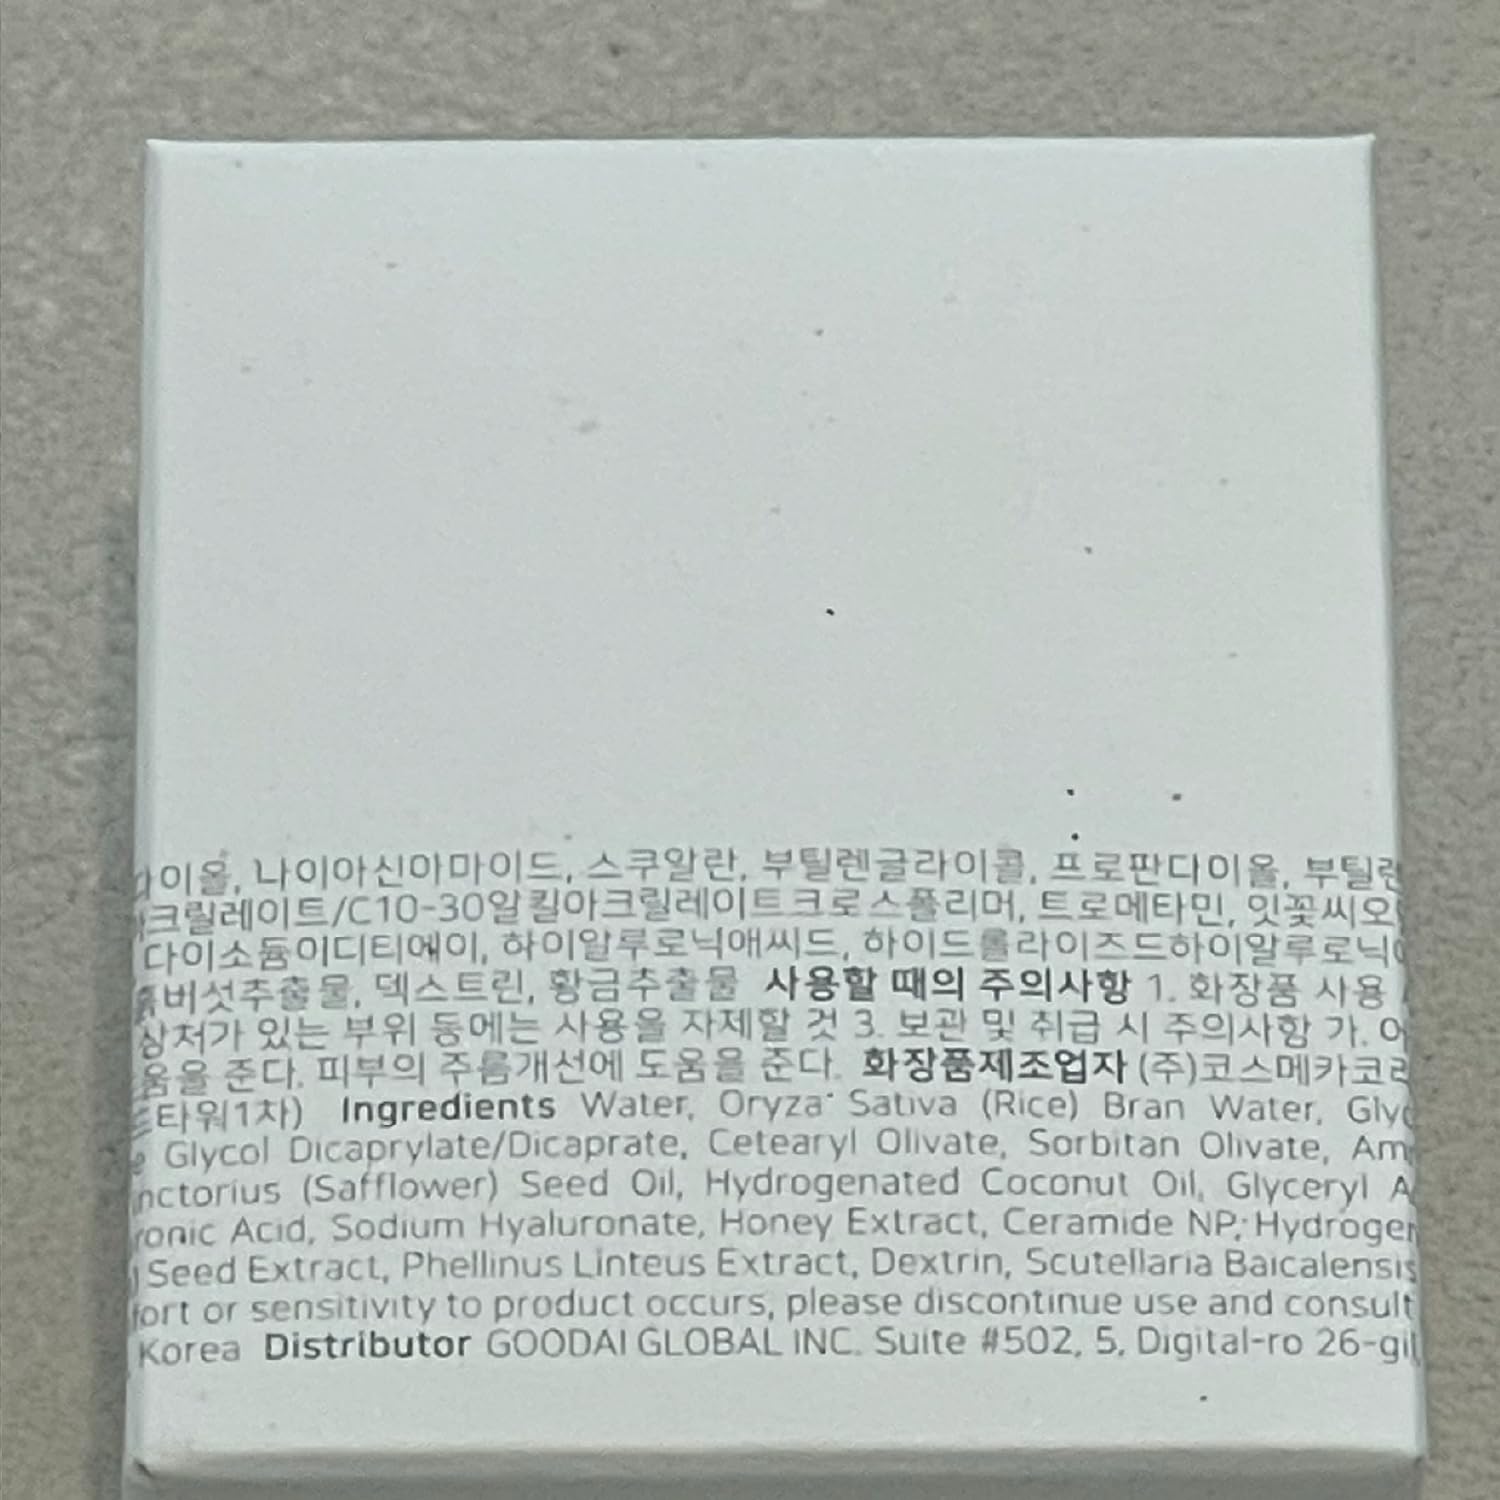 다이올, 나이아신아마이드, 스쿠알란, 부틸렌글라이콜, 프로판다이올, 부틸렌
크릴레이트/C10-30알킬아크릴레이트크로스폴리머, 트로메타민, 잇꽃씨오
다이소듐이디티에이, 하이알루로닉애씨드, 하이드롤라이즈드하이알루로닉
버섯추출물, 덱스트린, 황금추출물 사용할 때의 주의사항 1. 화장품 사용
상처가 있는 부위 등에는 사용을 자제할 것 3. 보관 및 취급 시 주의사항 가. 어
움을 준다. 피부의 주름개선에 도움을 준다. 화장품제조업자 (주)코스메카코리
타워1차) Ingredients Water, Oryza Sativa (Rice) Bran Water, Glyc
e Glycol Dicaprylate/Dicaprate, Cetearyl Olivate, Sorbitan Olivate, Am
nctorius (Safflower) Seed Oil, Hydrogenated Coconut Oil, Glyceryl A
ronic Acid, Sodium Hyaluronate, Honey Extract, Ceramide NP, Hydrogen
Seed Extract, Phellinus Linteus Extract, Dextrin, Scutellaria Baicalensis
fort or sensitivity to product occurs, please discontinue use and consult
Korea Distributor GOODAI GLOBAL INC. Suite #502, 5, Digital-ro 26-gil